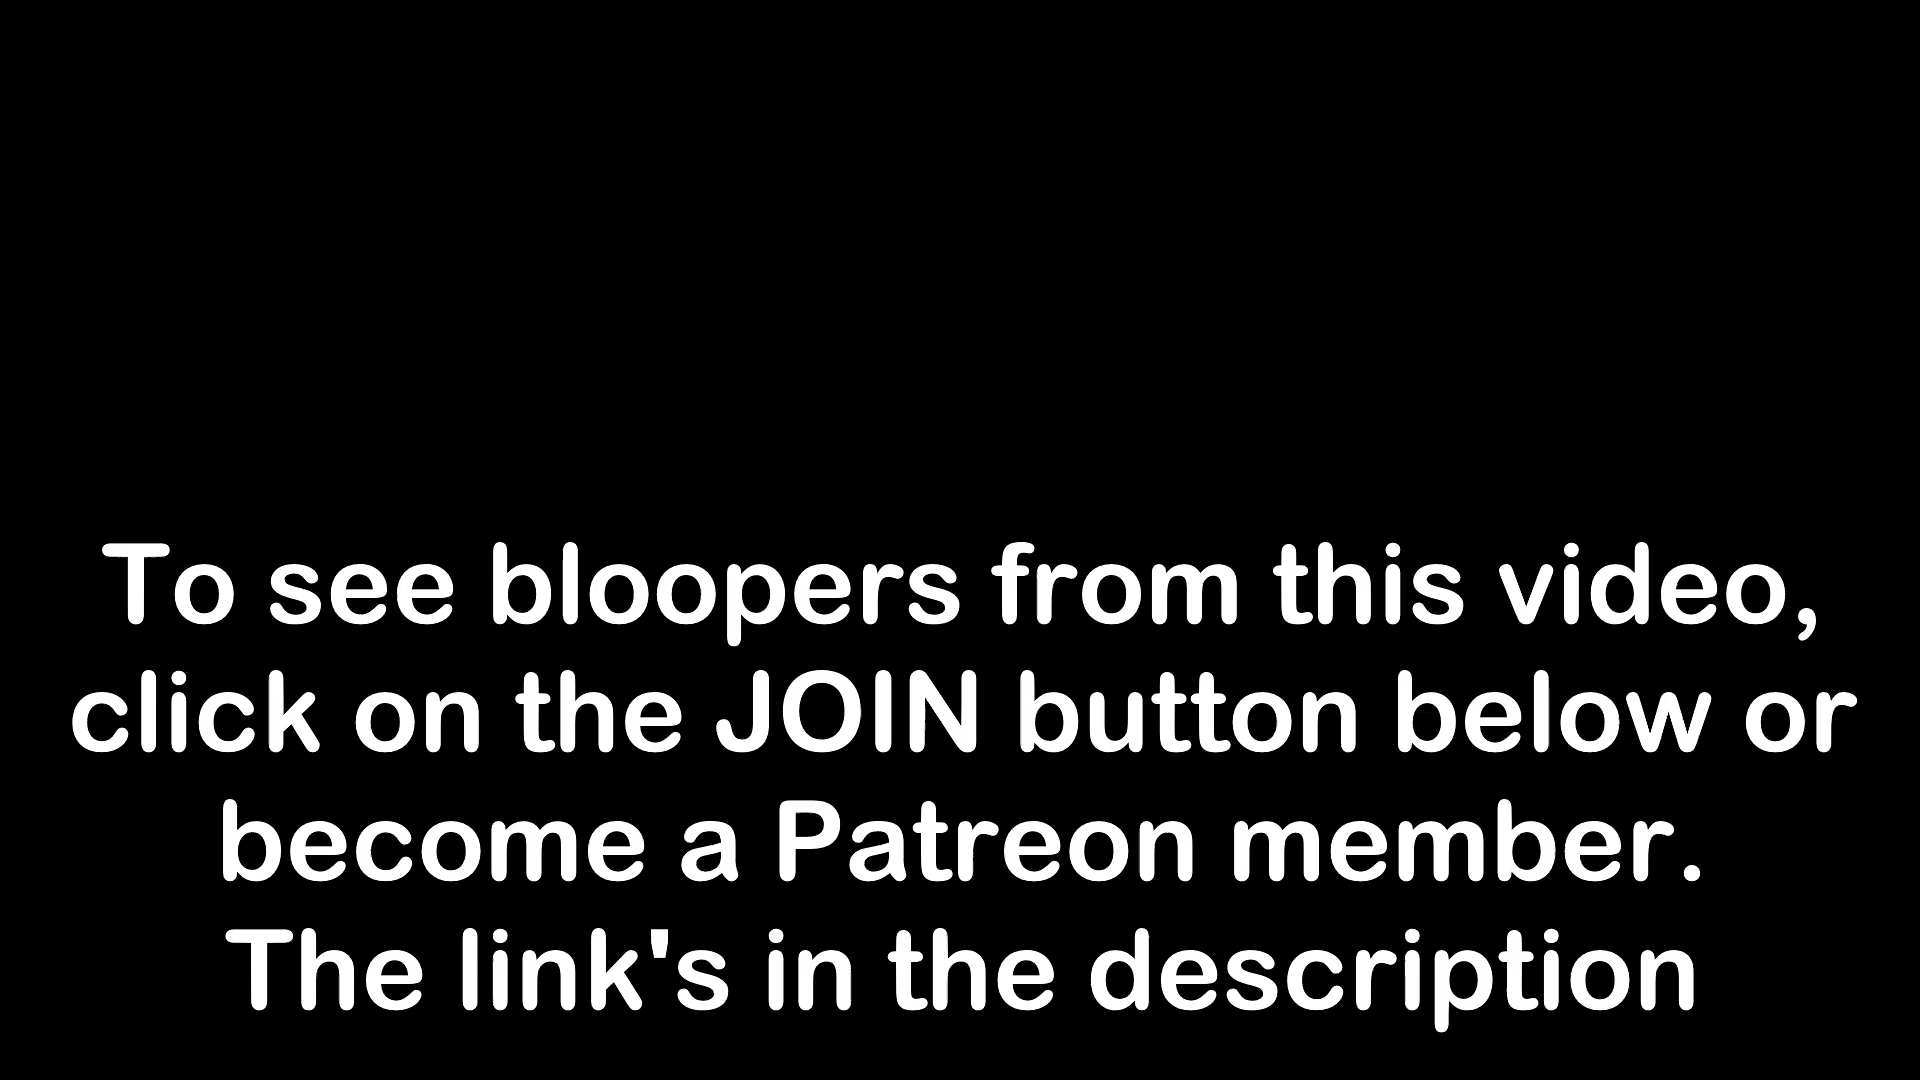 To see bloopers from this video,
click on the JOIN button below or
become a Patreon member.
The link's in the description